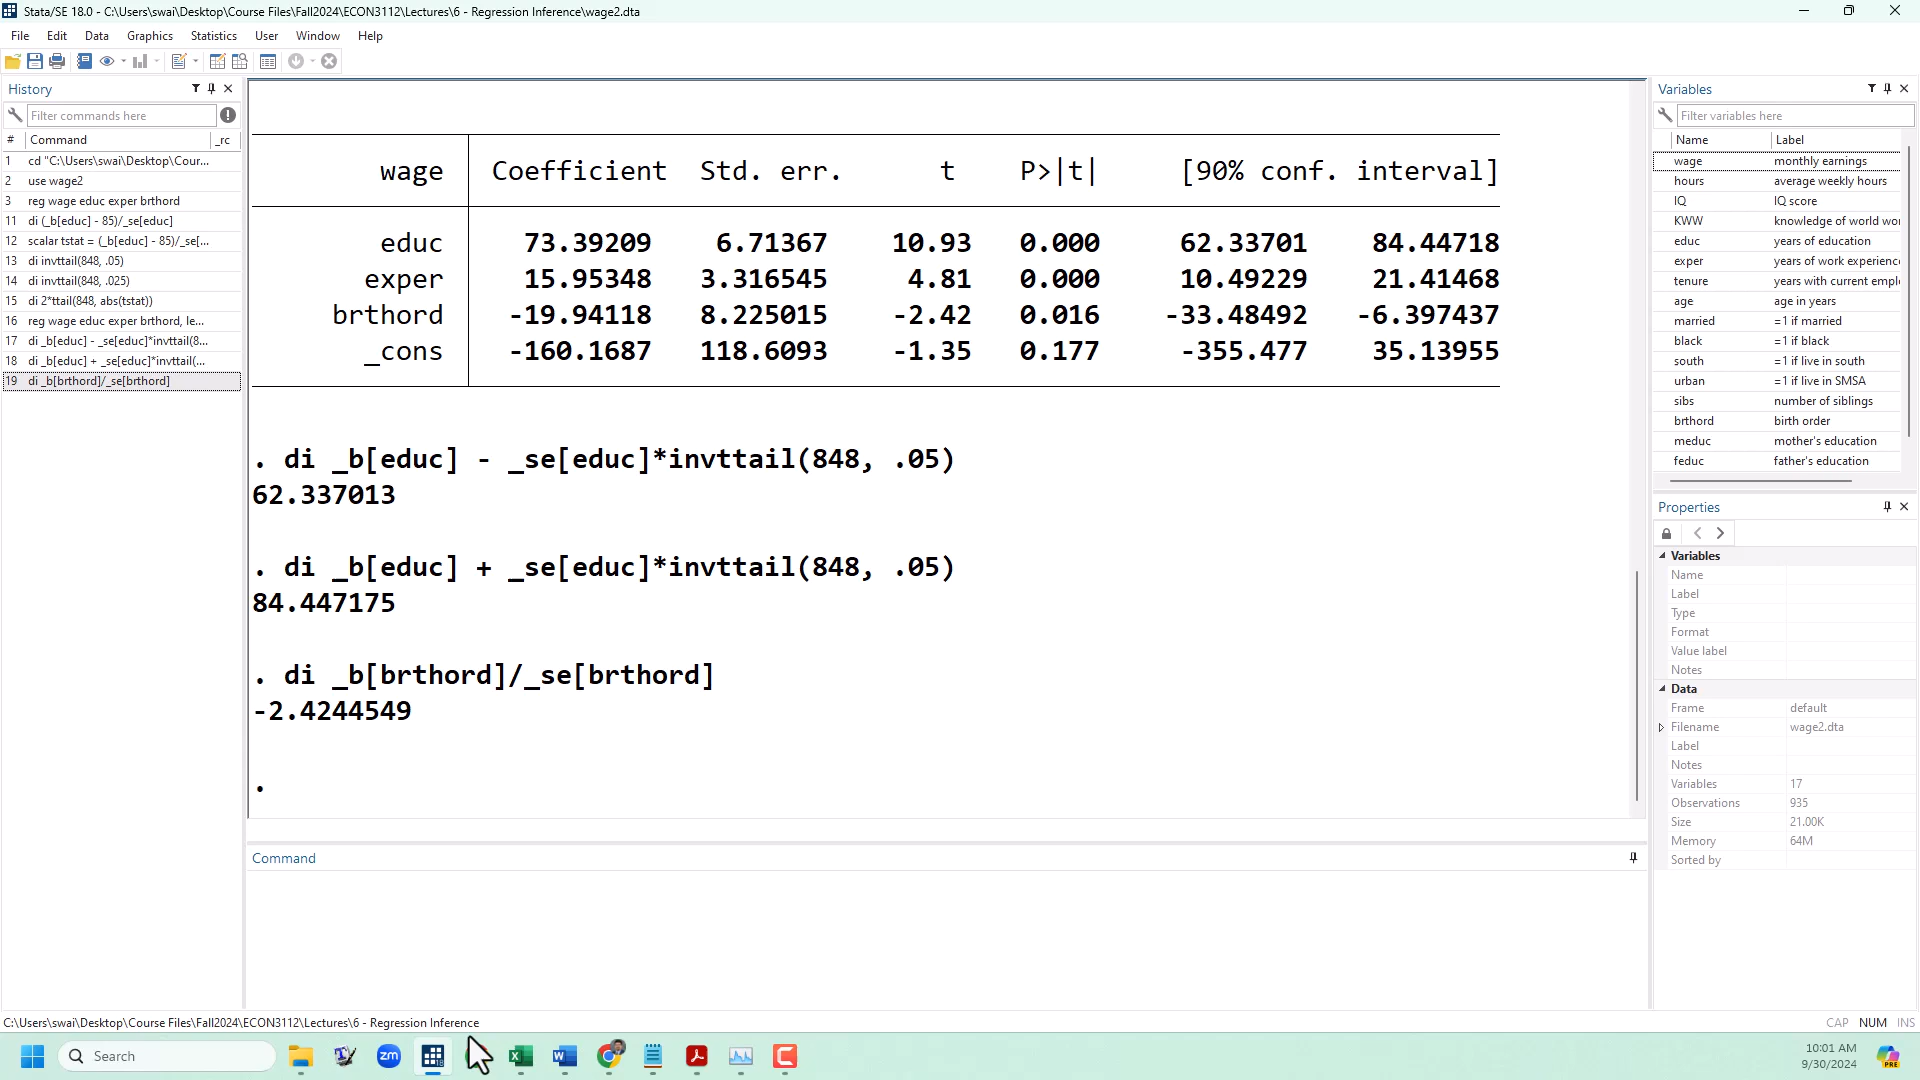 Stata/SE 18.0 - C:\Users\swai\Desktop\Course Files\Fall2024\ECON3112\Lectures\6 - Regression Inference\wage2.dta
File Edit Data Graphics Statistics User Window Help
History
Filter commands here
# Command _rc
1 cd "C:\Users\swai\Desktop\Cour...
2 use wage2
3 reg wage educ exper brthord
11 di (_b[educ] - 85)/_se[educ]
12 scalar tstat = (_b[educ] - 85)/_se[...
13 di invttail(848, .05)
14 di invttail(848, .025)
15 di 2*ttail(848, abs(tstat))
16 reg wage educ exper brthord, le...
17 di _b[educ] - _se[educ]*invttail(8...
18 di _b[educ] + _se[educ]*invttail(...
19 di _b[brthord]/_se[brthord]
wage Coefficient Std. err. t P>|t| [90% conf. interval]
educ 73.39209 6.71367 10.93 0.000 62.33701 84.44718
exper 15.95348 3.316545 4.81 0.000 10.49229 21.41468
brthord -19.94118 8.225015 -2.42 0.016 -33.48492 -6.397437
_cons -160.1687 118.6093 -1.35 0.177 -355.477 35.13955
. di _b[educ] - _se[educ]*invttail(848, .05)
62.337013
. di _b[educ] + _se[educ]*invttail(848, .05)
84.447175
. di _b[brthord]/_se[brthord]
-2.4244549
.
Command
Variables
Filter variables here
Name Label
wage monthly earnings
hours average weekly hours
IQ IQ score
KWW knowledge of world wor
educ years of education
exper years of work experience
tenure years with current emplo
age age in years
married =1 if married
black =1 if black
south =1 if live in south
urban =1 if live in SMSA
sibs number of siblings
brthord birth order
meduc mother's education
feduc father's education
Properties
Variables
Name
Label
Type
Format
Value label
Notes
Data
Frame default
Filename wage2.dta
Label
Notes
Variables 17
Observations 935
Size 21.00K
Memory 64M
Sorted by
C:\Users\swai\Desktop\Course Files\Fall2024\ECON3112\Lectures\6 - Regression Inference
CAP NUM INS
Search
zm
10:01 AM
9/30/2024
PRE